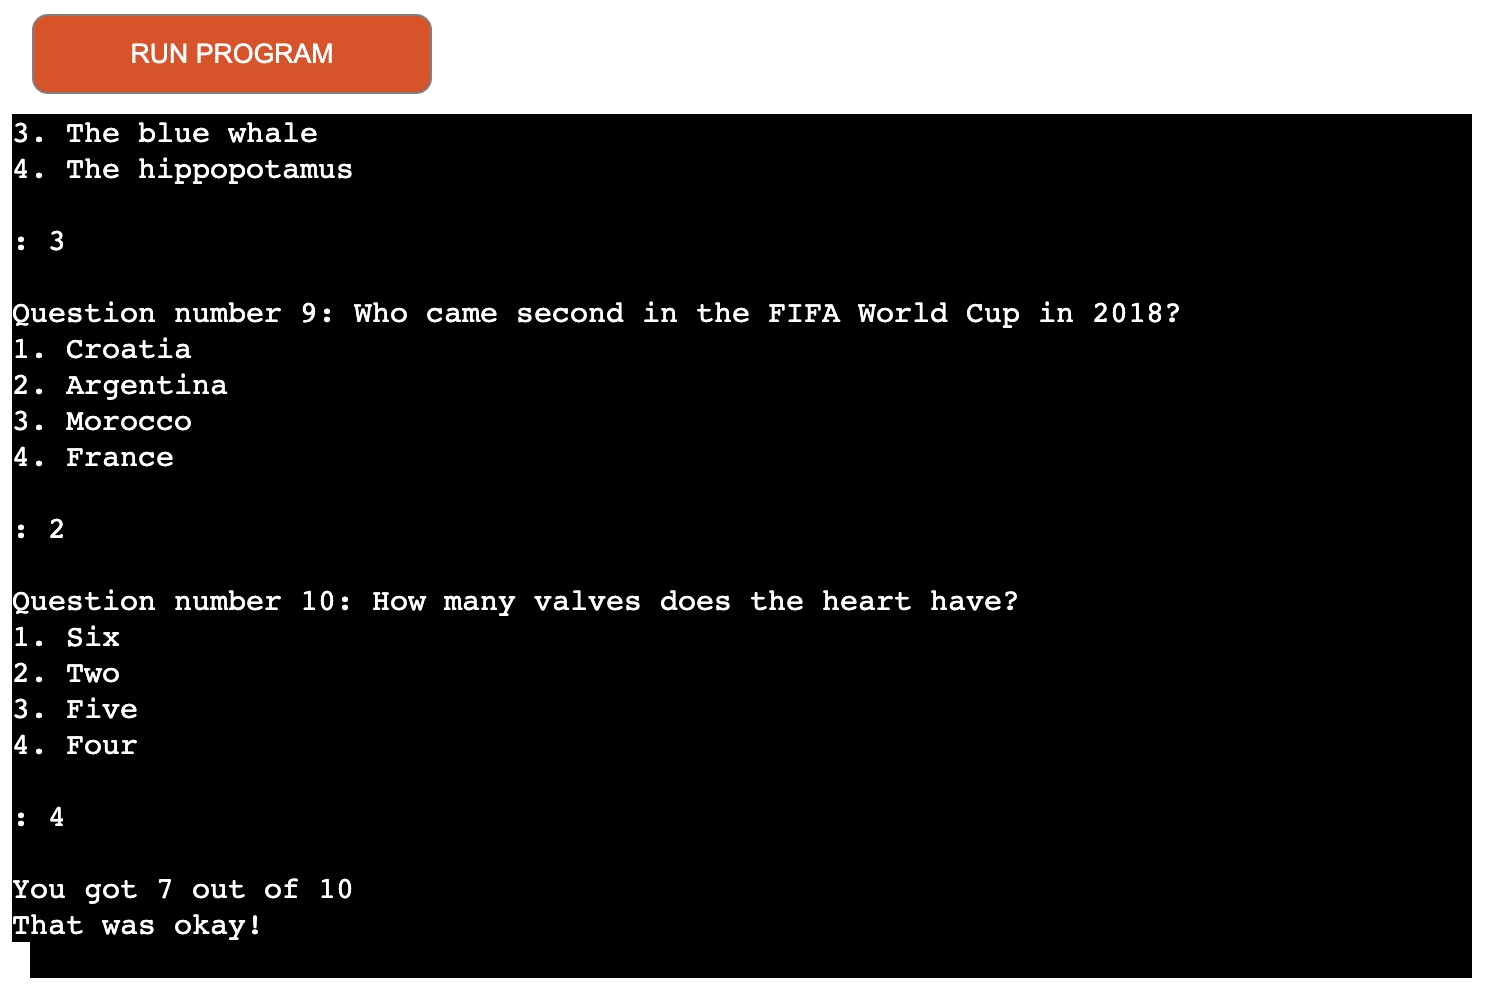 RUN PROGRAM
3. The blue whale
4. The hippopotamus
: 3
Question number 9: Who came second in the FIFA World Cup in 2018?
1. Croatia
2. Argentina
3. Morocco
4. France
: 2
Question number 10: How many valves does the heart have?
1. Six
2. Two
3. Five
4. Four
: 4
You got 7 out of 10
That was okay!